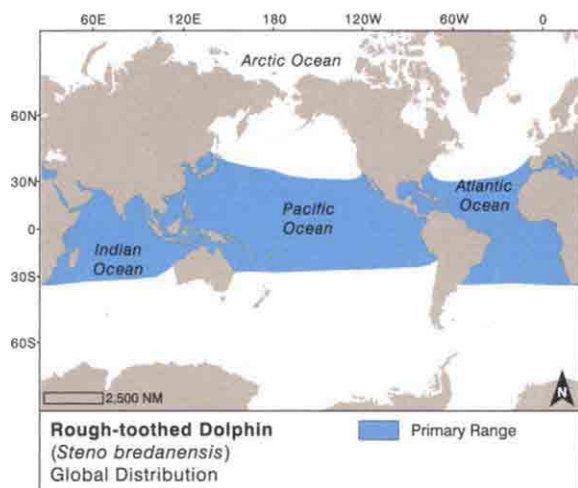 60E 120E 180 120W 60W 0
Arctic Ocean
60N
30N
Atlantic
Ocean
Pacific
Ocean
0
Indian
Ocean
30S
60S
2,500 NM
N
Rough-toothed Dolphin
(Steno bredanensis)
Global Distribution
Primary Range